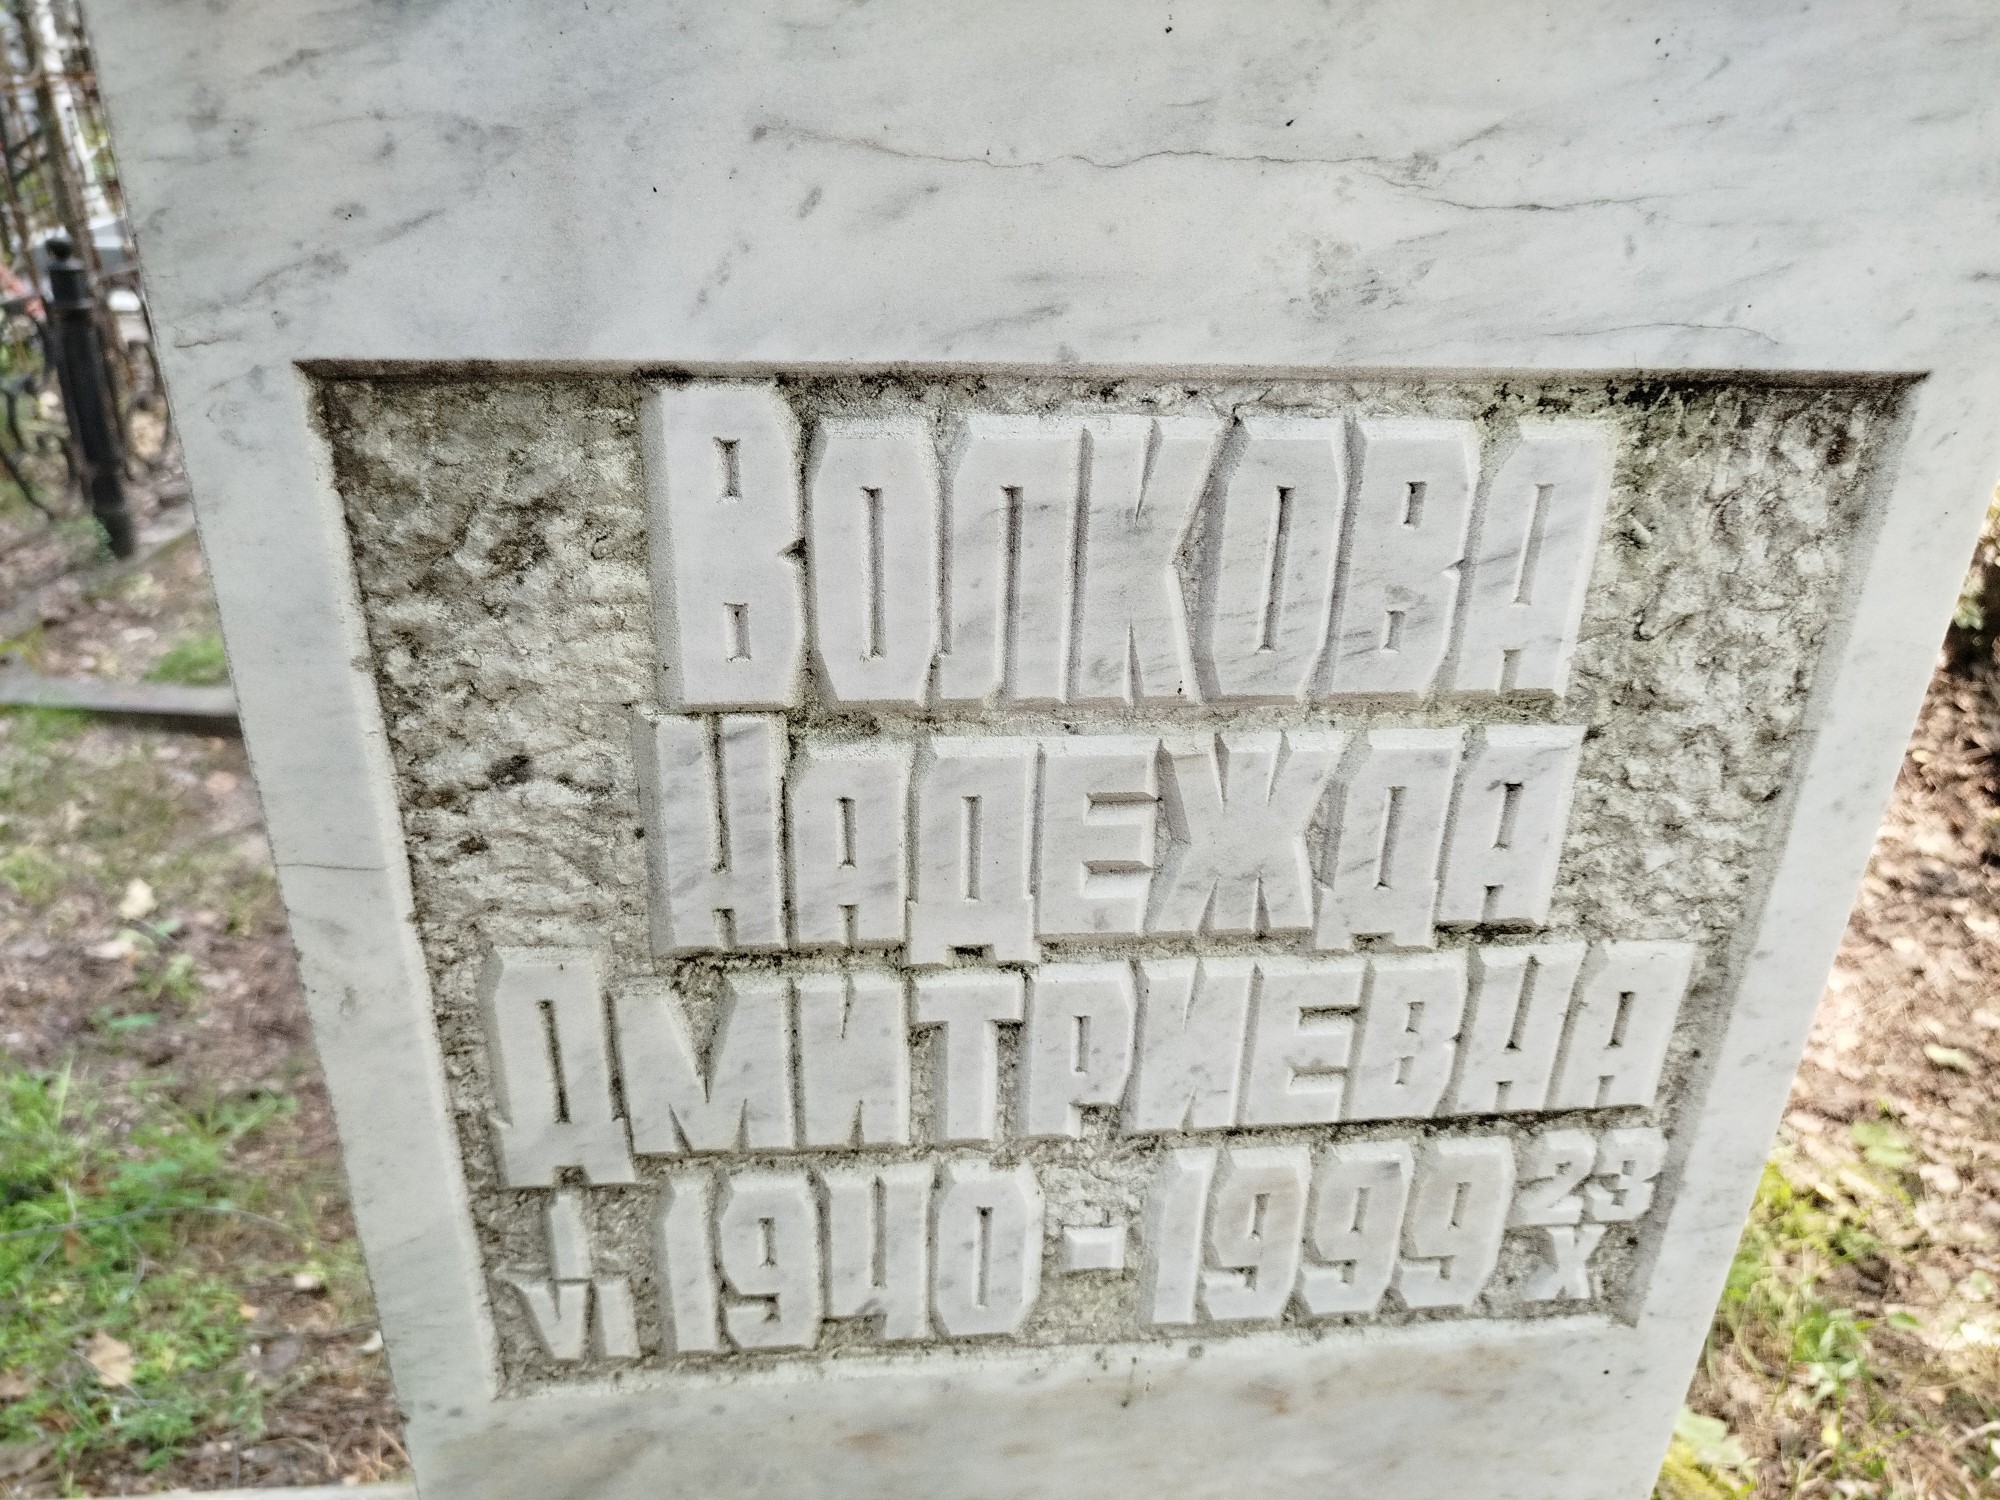 Волкова
Надежда
Дмитриевна
1/VI 1940 - 1999 23/X